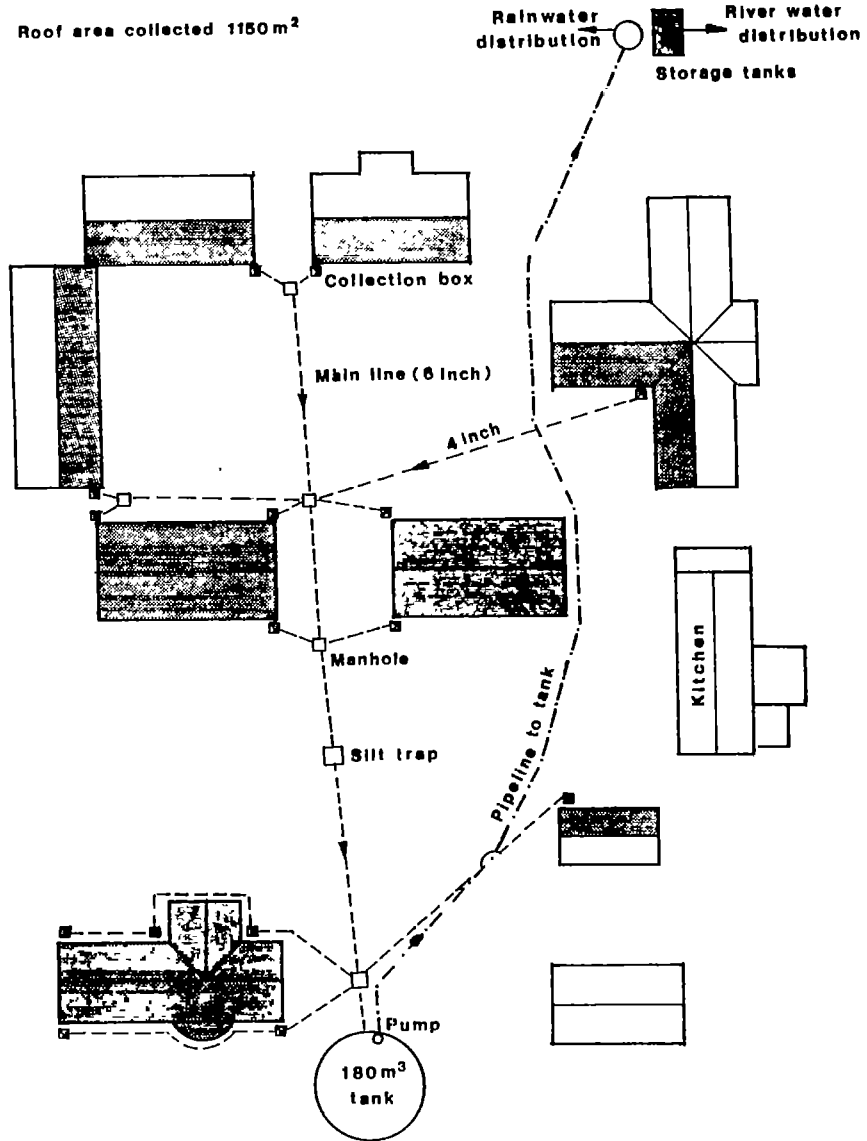 Roof area collected 1150 m²
Rainwater
distribution
River water
distribution
Storage tanks
Collection box
Main line (6 inch)
4 inch
Manhole
Kitchen
Silt trap
Pipeline to tank
Pump
180 m³
tank